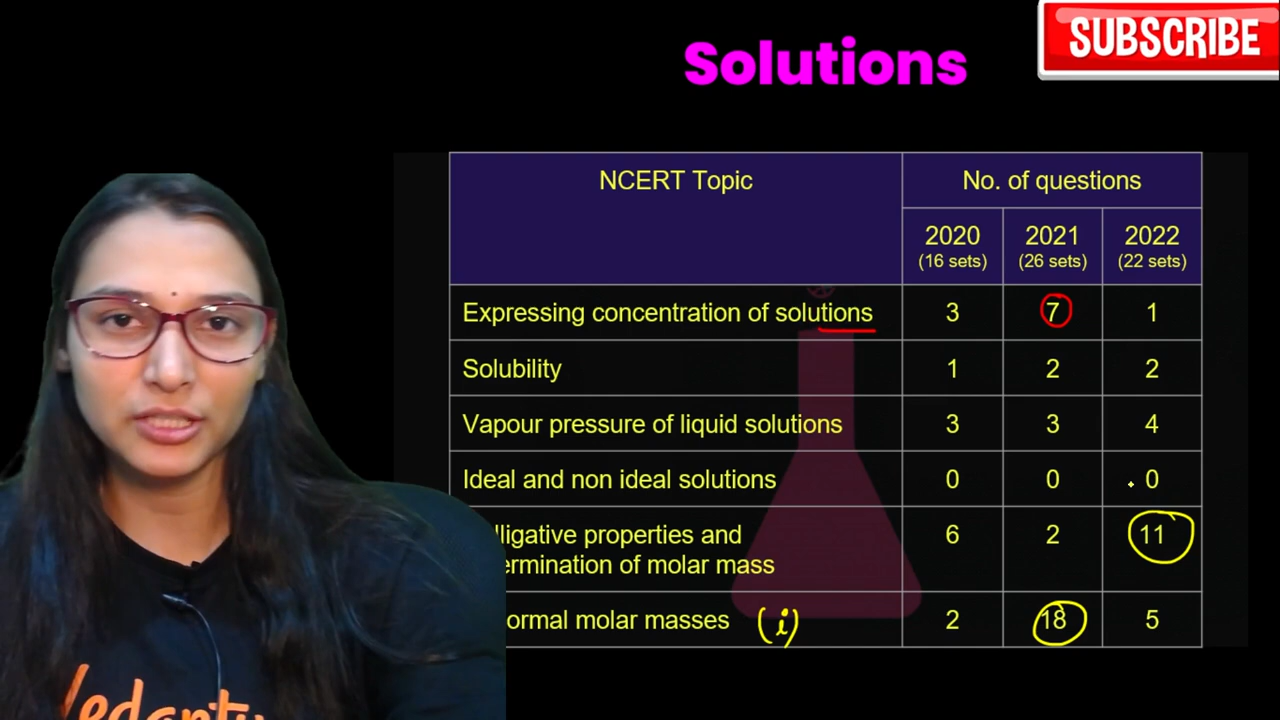 SUBSCRIBE
Solutions
NCERT Topic
No. of questions
2020
2021
2022
(16 sets)
(26 sets)
(22 sets)
Expressing concentration of solutions 3 7 1
Solubility 1 2 2
Vapour pressure of liquid solutions 3 3 4
Ideal and non ideal solutions 0 0 0
lligative properties and 6 2 11
ermination of molar mass
ormal molar masses (i) 2 18 5